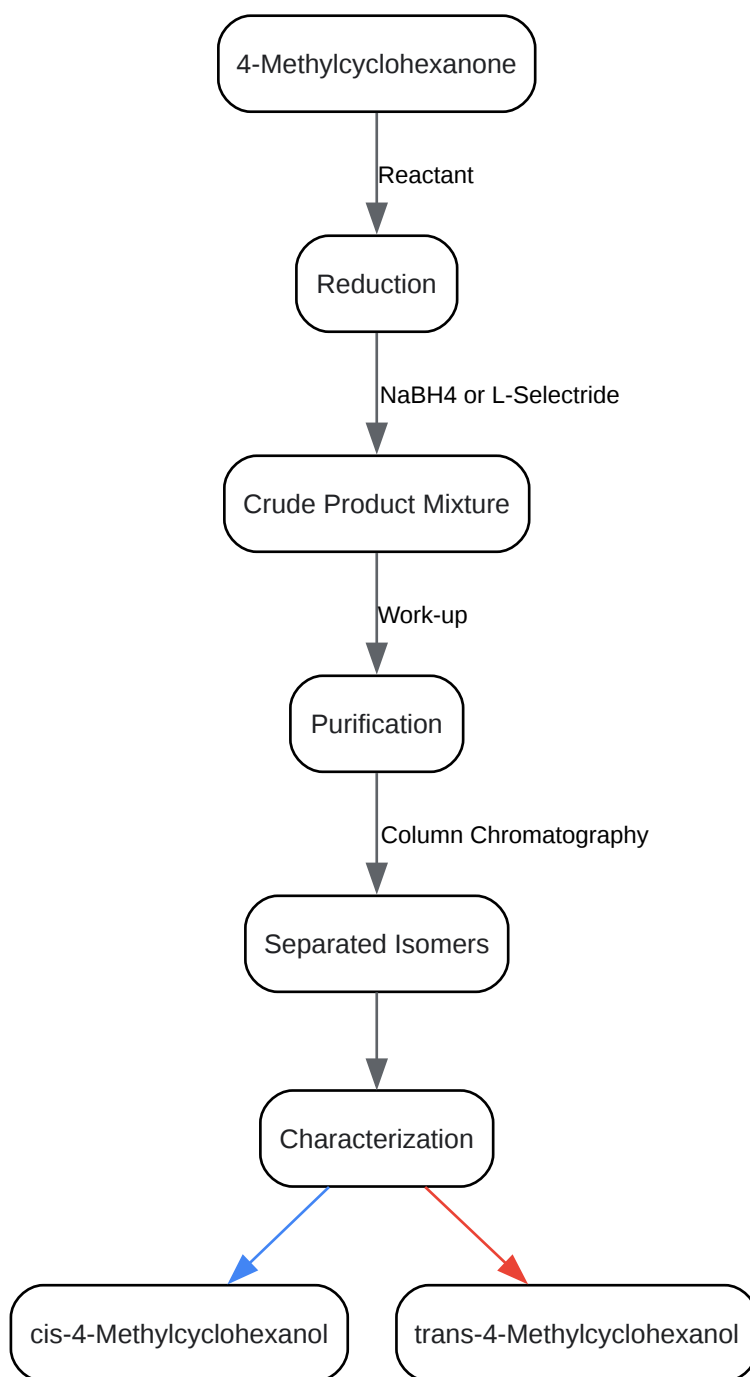 4-Methylcyclohexanone
Reactant
Reduction
NaBH4 or L-Selectride
Crude Product Mixture
Work-up
Purification
Column Chromatography
Separated Isomers
Characterization
cis-4-Methylcyclohexanol
trans-4-Methylcyclohexanol